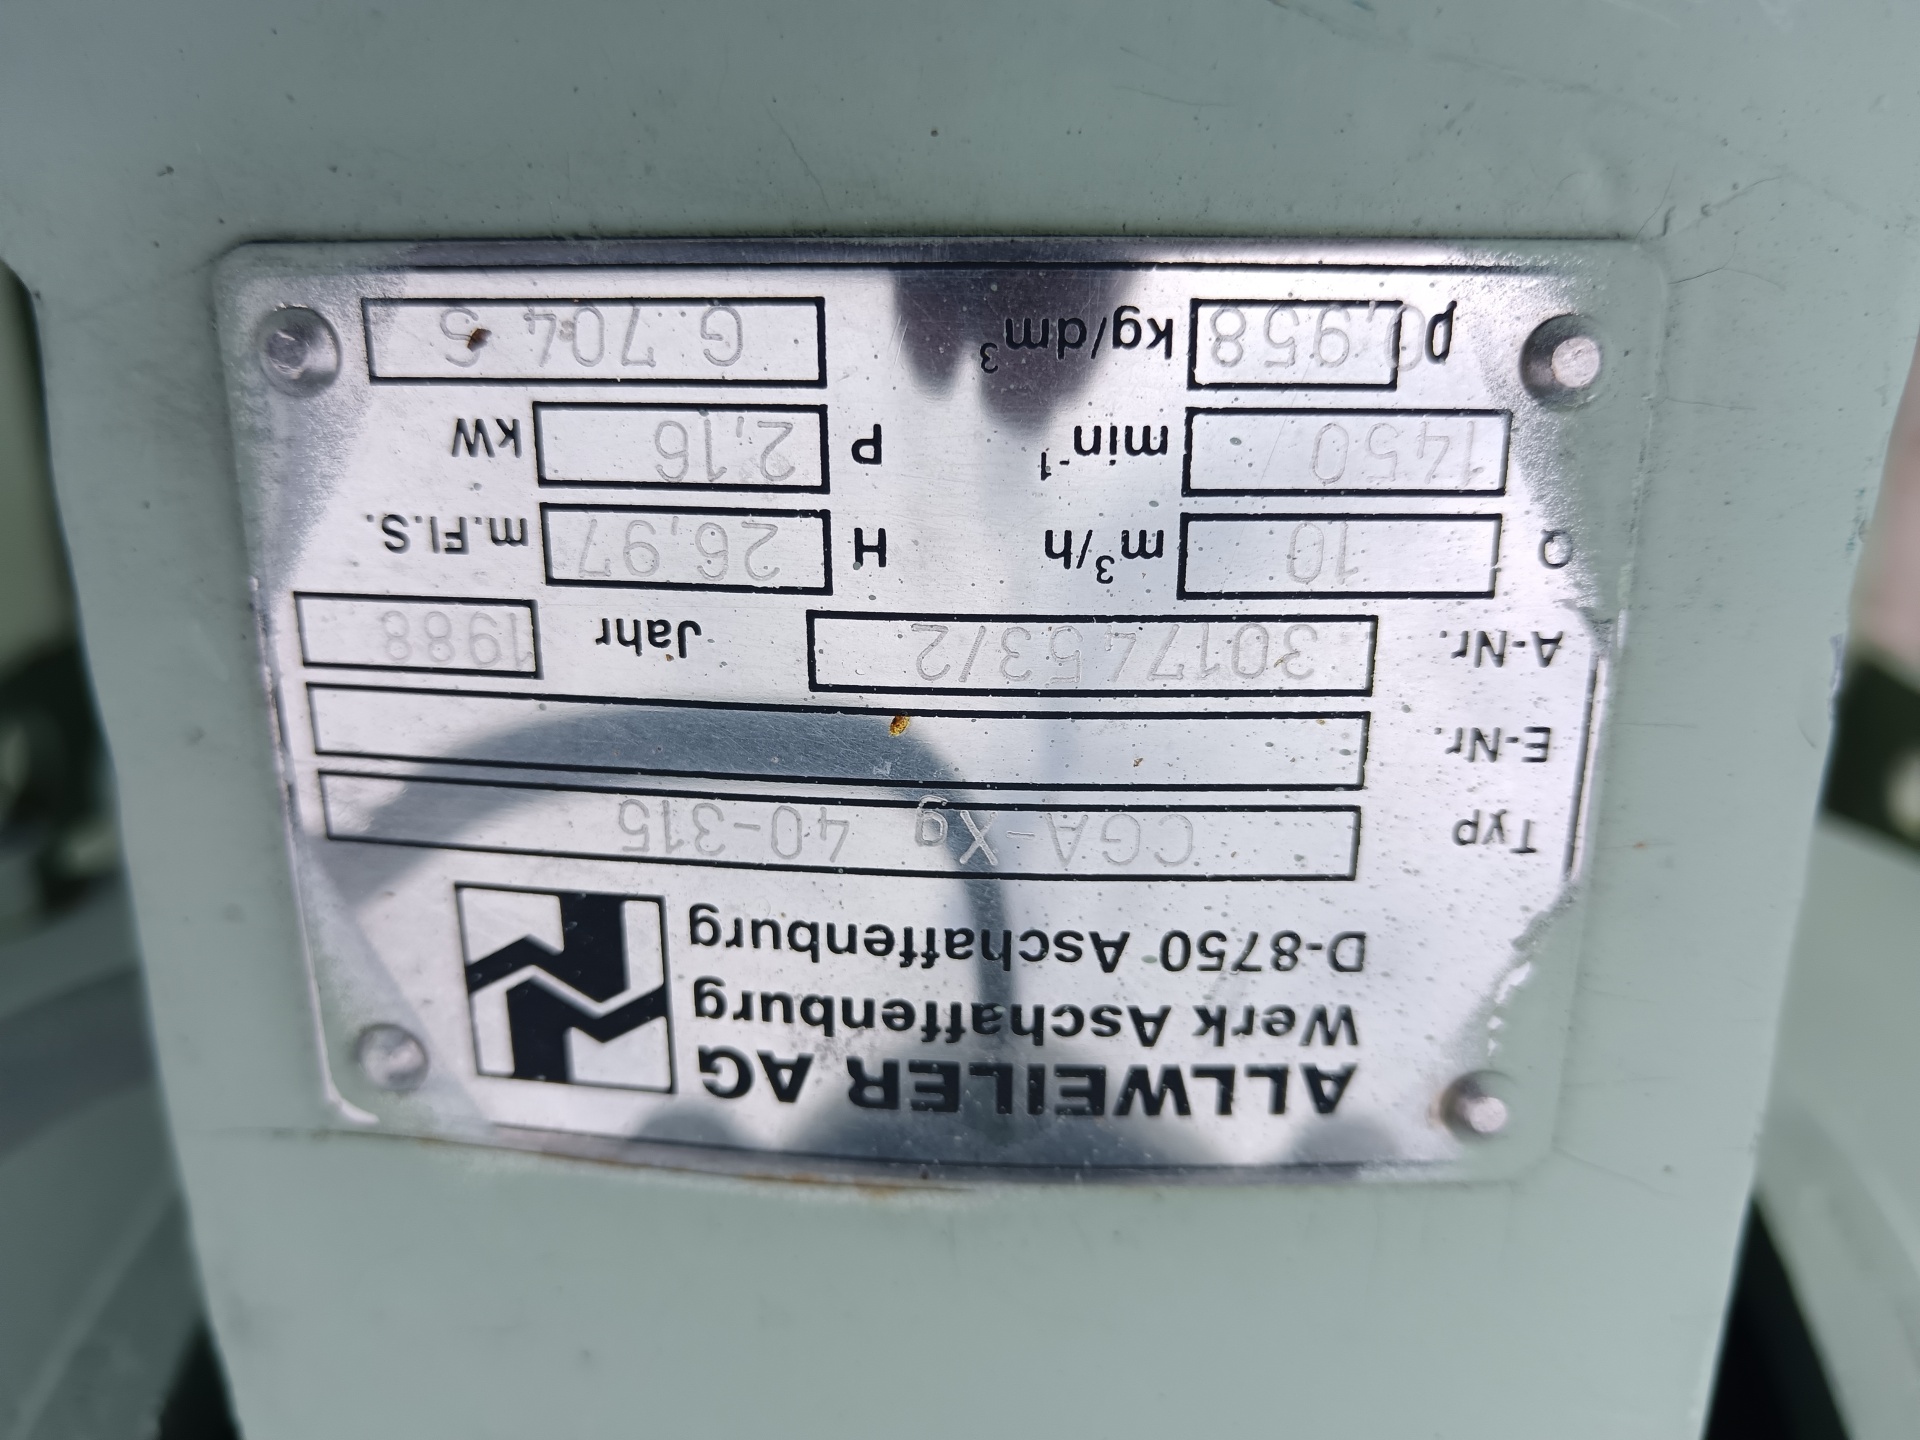 ALLWEILER AG
Werk Aschaffenburg
D-8750 Aschaffenburg
Typ CGA-Xg 40-315
E-Nr.
A-Nr. 3017453/2 Jahr 1988
Q 10 m³/h H 26,97 m.Fl.S.
1450 min⁻¹ P 2,16 kW
ρ 0,958 kg/dm³ G 704 5